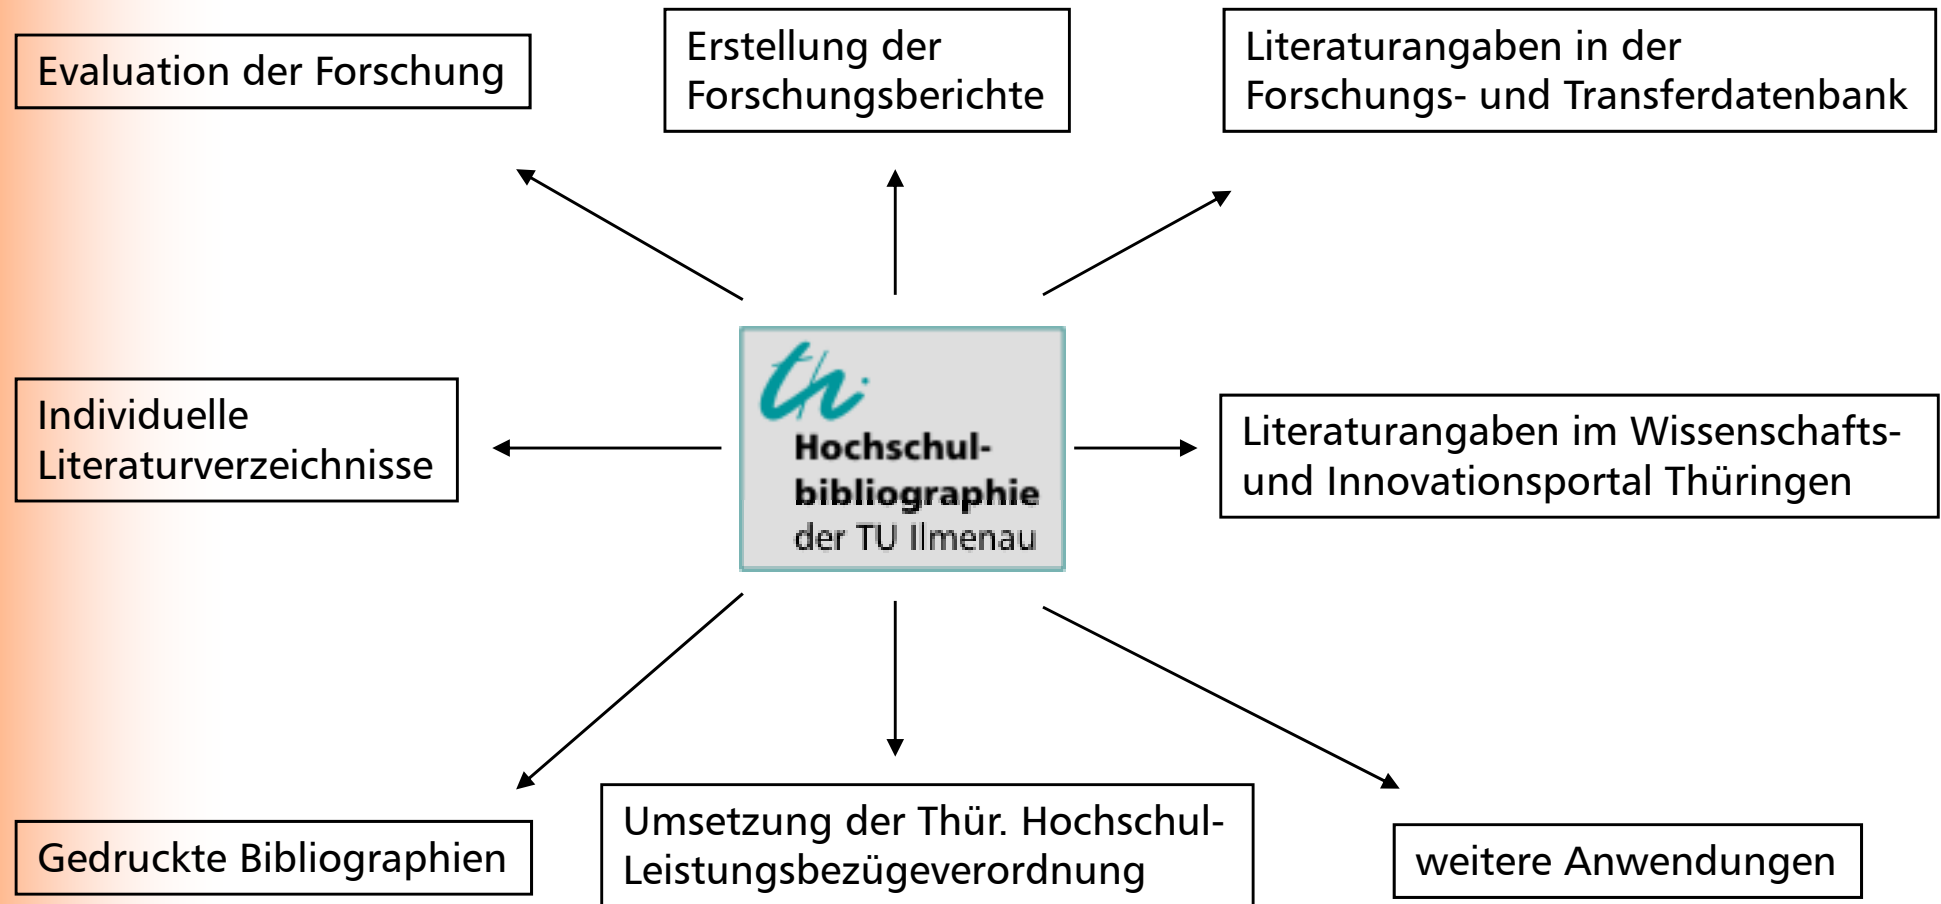 Evaluation der Forschung
Erstellung der
Forschungsberichte
Literaturangaben in der
Forschungs- und Transferdatenbank
Individuelle
Literaturverzeichnisse
th.
Hochschul-
bibliographie
der TU Ilmenau
Literaturangaben im Wissenschafts-
und Innovationsportal Thüringen
Gedruckte Bibliographien
Umsetzung der Thür. Hochschul-
Leistungsbezügeverordnung
weitere Anwendungen